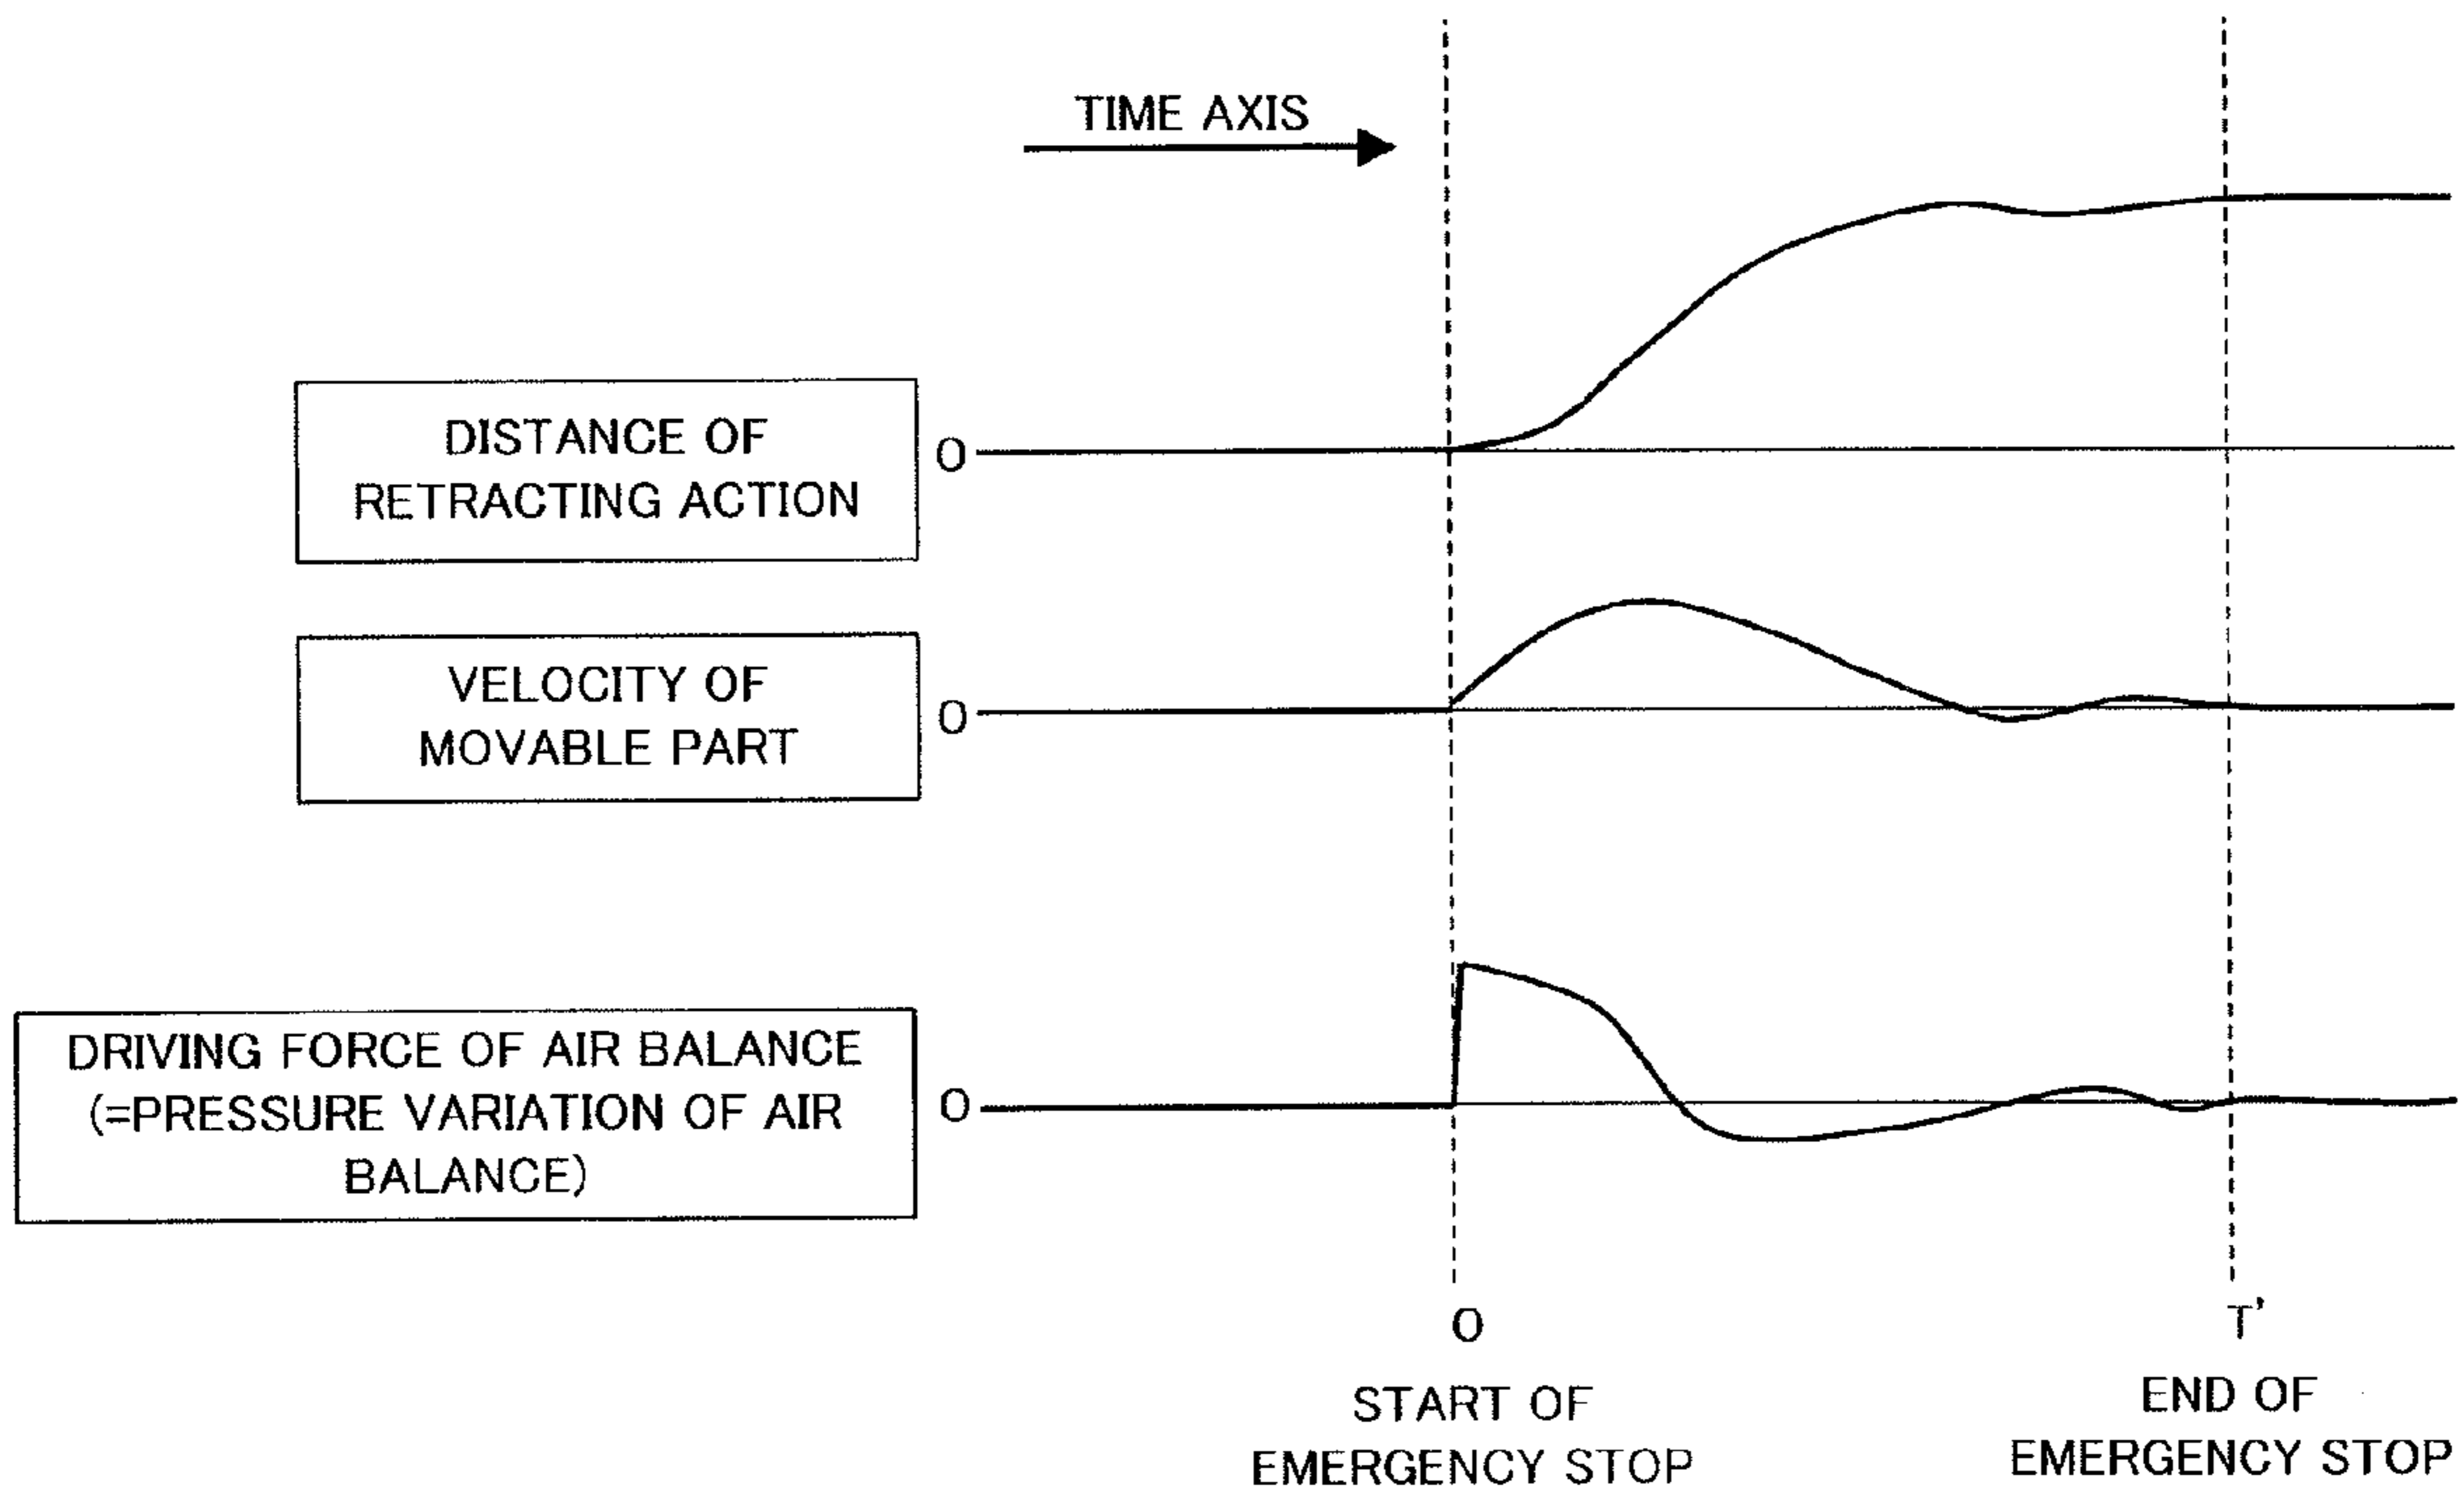 TIME AXIS
DISTANCE OF
RETRACTING ACTION
0
VELOCITY OF
MOVABLE PART
0
DRIVING FORCE OF AIR BALANCE
(=PRESSURE VARIATION OF AIR
BALANCE)
0
0
T'
START OF
EMERGENCY STOP
END OF
EMERGENCY STOP